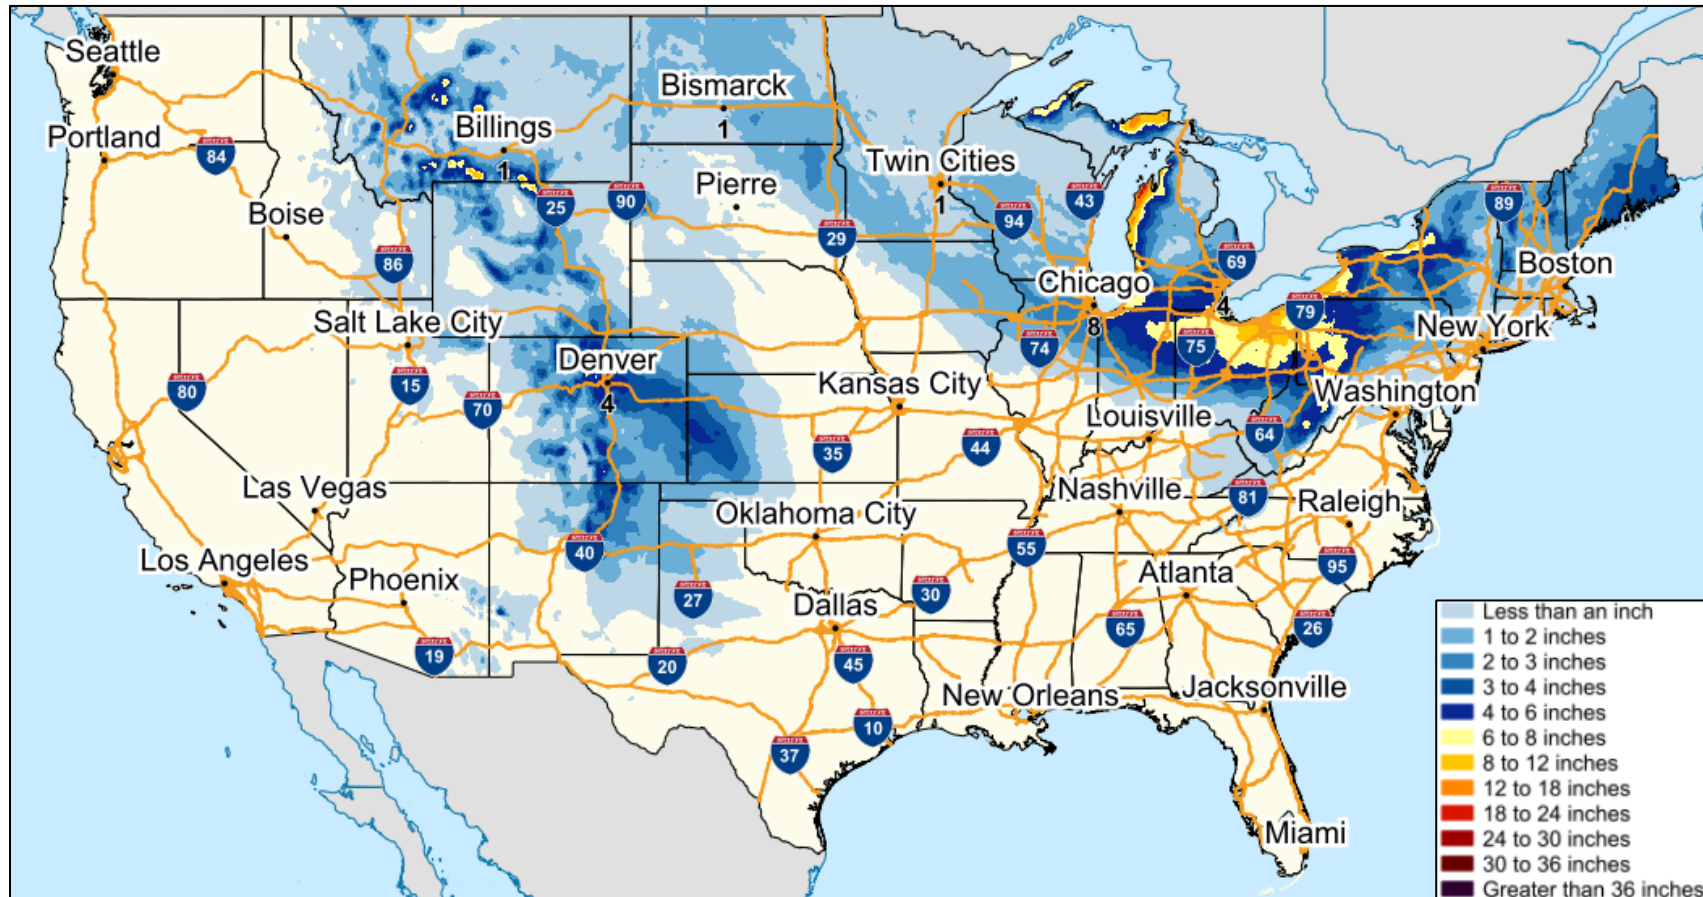 Seattle
Bismarck
1
Billings
1
Portland
84
Twin Cities
1
Pierre
25
90
43
89
94
Boise
29
69
86
Boston
Chicago
8
4
79
Salt Lake City
New York
74
75
Denver
4
80
15
70
Kansas City
Washington
Louisville
64
35
44
Las Vegas
Nashville
81
Raleigh
Oklahoma City
40
55
Los Angeles
Phoenix
95
Atlanta
27
30
Dallas
65
26
19
20
45
New Orleans
Jacksonville
10
37
Miami
Less than an inch
1 to 2 inches
2 to 3 inches
3 to 4 inches
4 to 6 inches
6 to 8 inches
8 to 12 inches
12 to 18 inches
18 to 24 inches
24 to 30 inches
30 to 36 inches
Greater than 36 inches